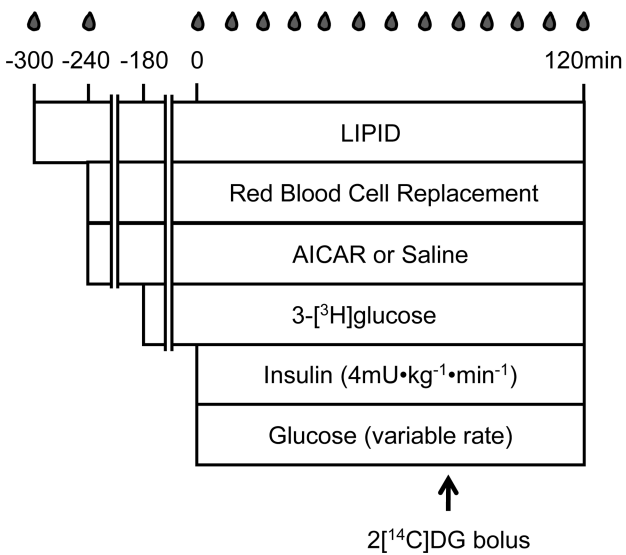 -300 -240 -180 0 120min
LIPID
Red Blood Cell Replacement
AICAR or Saline
3-[³H]glucose
Insulin (4mU•kg⁻¹•min⁻¹)
Glucose (variable rate)
2[¹⁴C]DG bolus